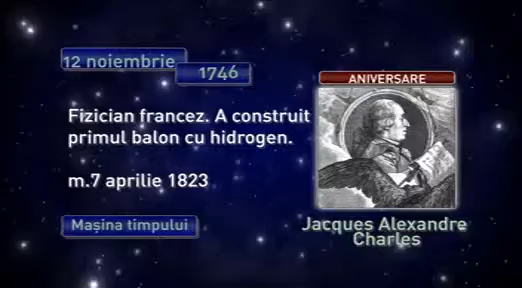 12 noiembrie
1746
ANIVERSARE
Fizician francez. A construit
primul balon cu hidrogen.
m.7 aprilie 1823
Mașina timpului
Jacques Alexandre
Charles